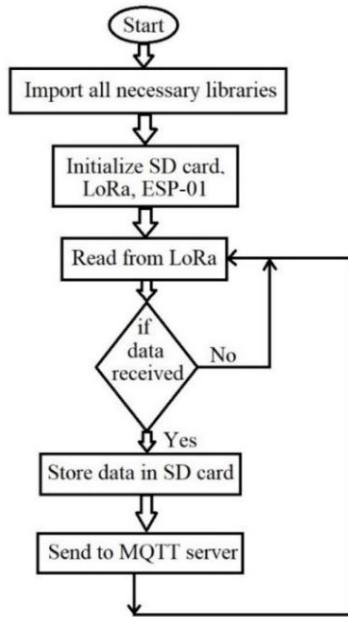 Start
Import all necessary libraries
Initialize SD card,
LoRa, ESP-01
Read from LoRa
if
data
received
No
Yes
Store data in SD card
Send to MQTT server